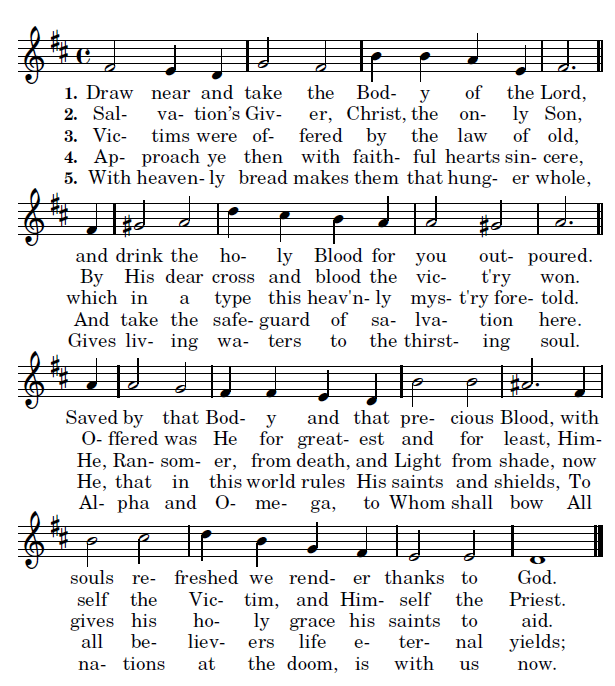 1. Draw near and take the Bod- y of the Lord,
2. Sal- va- tion's Giv- er, Christ, the on- ly Son,
3. Vic- tims were of- fered by the law of old,
4. Ap- proach ye then with faith- ful hearts sin- cere,
5. With heaven- ly bread makes them that hung- er whole,
and drink the ho- ly Blood for you out- poured.
By His dear cross and blood the vic- t'ry won.
which in a type this heav'n- ly mys- t'ry fore- told.
And take the safe- guard of sa- lva- tion here.
Gives liv- ing wa- ters to the thirst- ing soul.
Saved by that Bod- y and that pre- cious Blood, with
O- ffered was He for great- est and for least, Him-
He, Ran- som- er, from death, and Light from shade, now
He, that in this world rules His saints and shields, To
Al- pha and O- me- ga, to Whom shall bow All
souls re- freshed we rend- er thanks to God.
self the Vic- tim, and Him- self the Priest.
gives his ho- ly grace his saints to aid.
all be- liev- ers life e- ter- nal yields;
na- tions at the doom, is with us now.